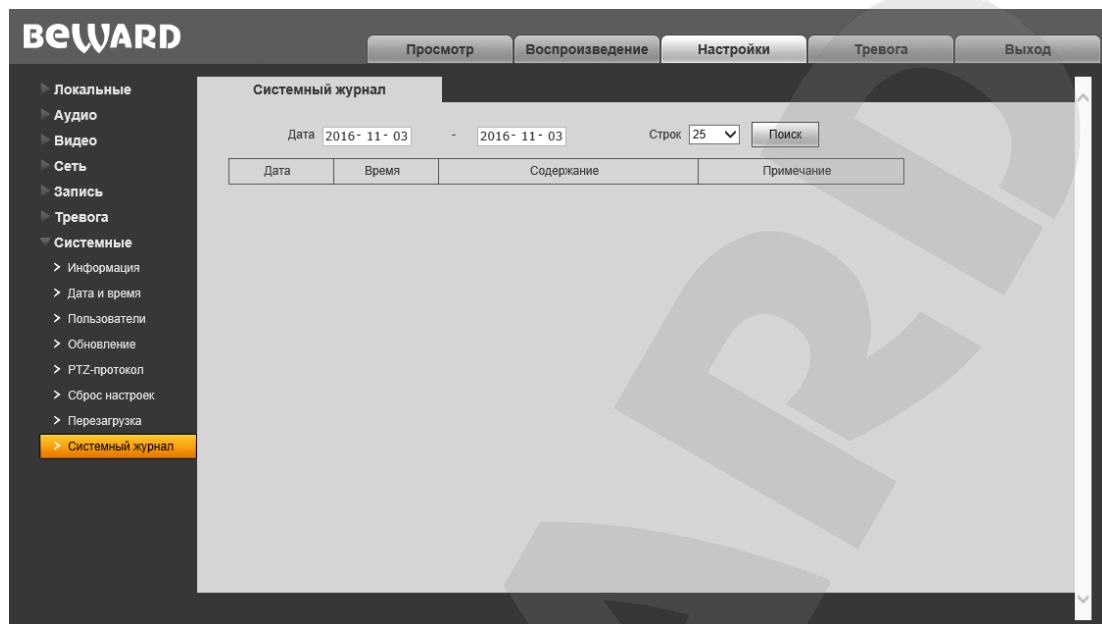 BEWARD
Просмотр Воспроизведение Настройки Тревога Выход
Локальные
Аудио
Видео
Сеть
Запись
Тревога
Системные
> Информация
> Дата и время
> Пользователи
> Обновление
> PTZ-протокол
> Сброс настроек
> Перезагрузка
> Системный журнал
Системный журнал
Дата 2016- 11- 03 - 2016- 11- 03 Строк 25 Поиск
Дата Время Содержание Примечание
ARD